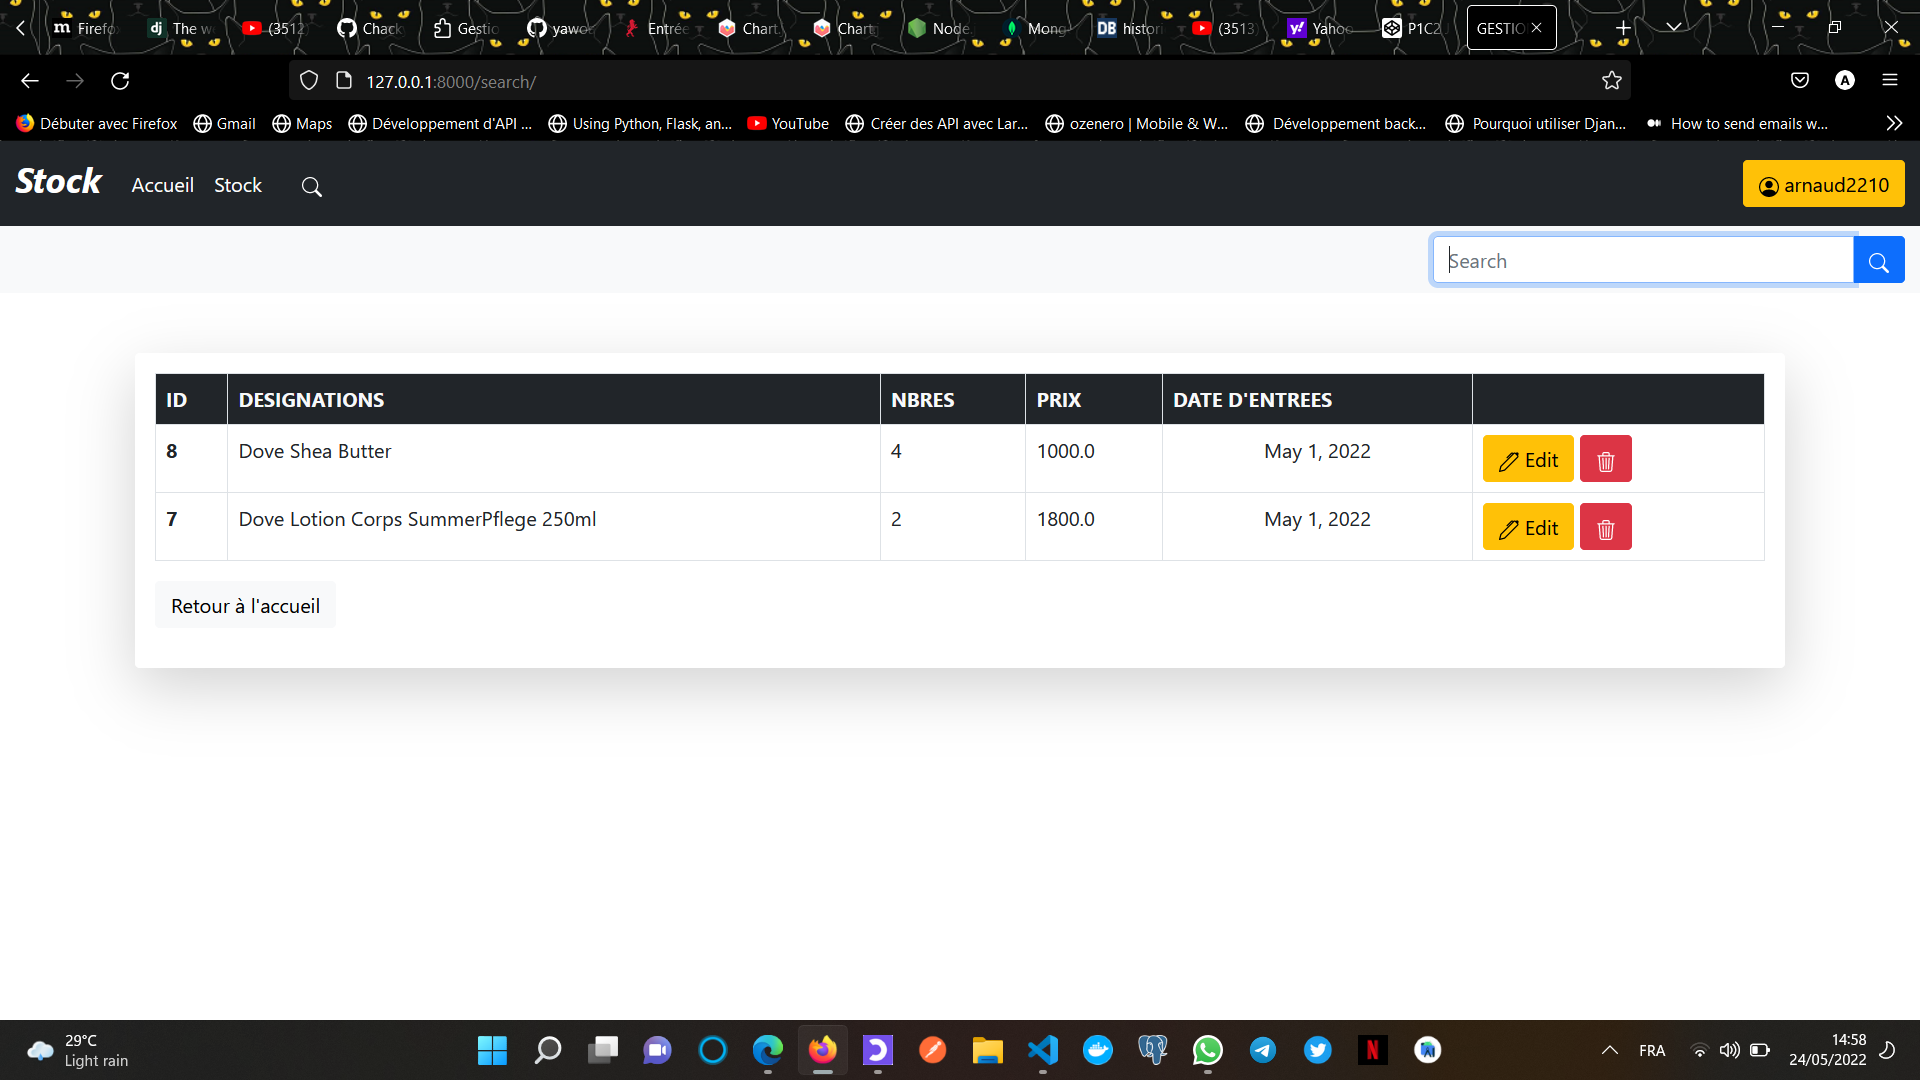 Firefo
The w
(3512
Chack
Gestio
yawo
Entrée
Chart.
Chart
Node.
Mong
histori
(3513)
Yaho
P1C2
GESTIO
127.0.0.1:8000/search/
Débuter avec Firefox
Gmail
Maps
Développement d'API ...
Using Python, Flask, an...
YouTube
Créer des API avec Lar...
ozenero | Mobile & W...
Développement back...
Pourquoi utiliser Djan...
How to send emails w...
Stock Accueil Stock arnaud2210
Search
ID DESIGNATIONS NBRES PRIX DATE D'ENTREES
8 Dove Shea Butter 4 1000.0 May 1, 2022 Edit
7 Dove Lotion Corps SummerPflege 250ml 2 1800.0 May 1, 2022 Edit
Retour à l'accueil
29°C
Light rain
FRA
14:58
24/05/2022